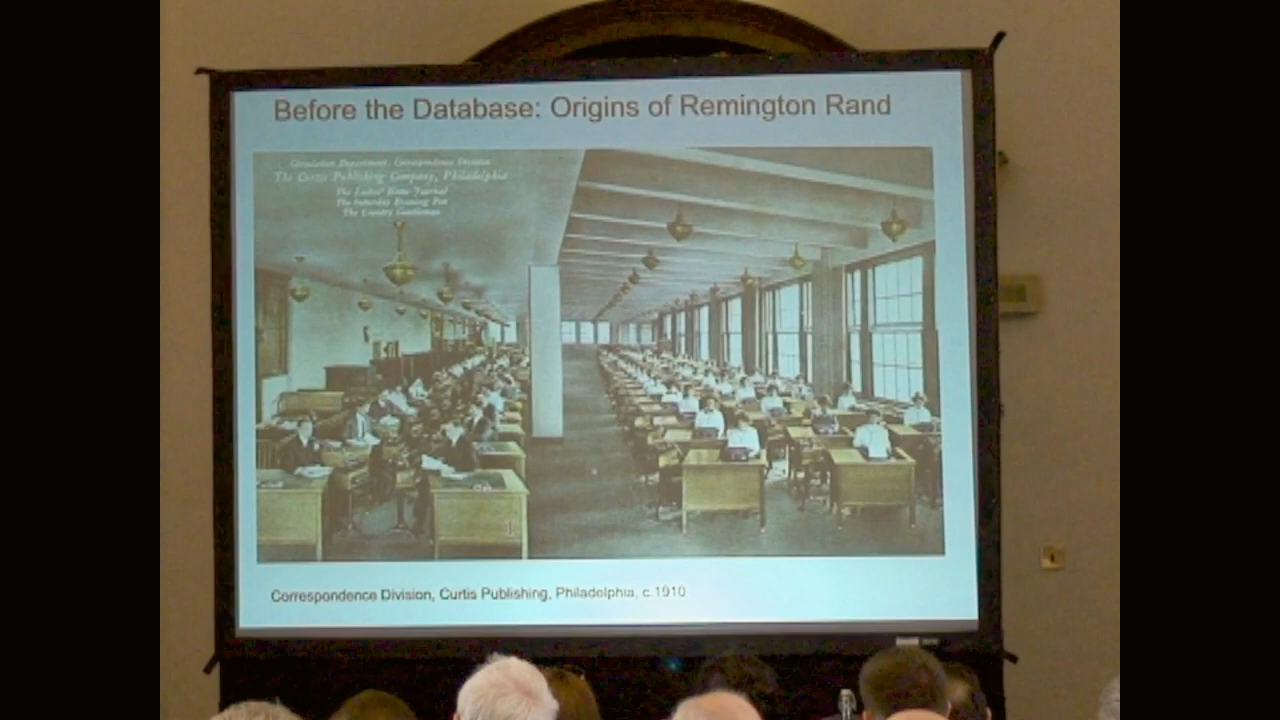 Before the Database: Origins of Remington Rand
Circulation Department, Correspondence Division
The Curtis Publishing Company, Philadelphia
The Ladies' Home Journal
The Saturday Evening Post
The Country Gentleman
Correspondence Division, Curtis Publishing, Philadelphia, c.1910